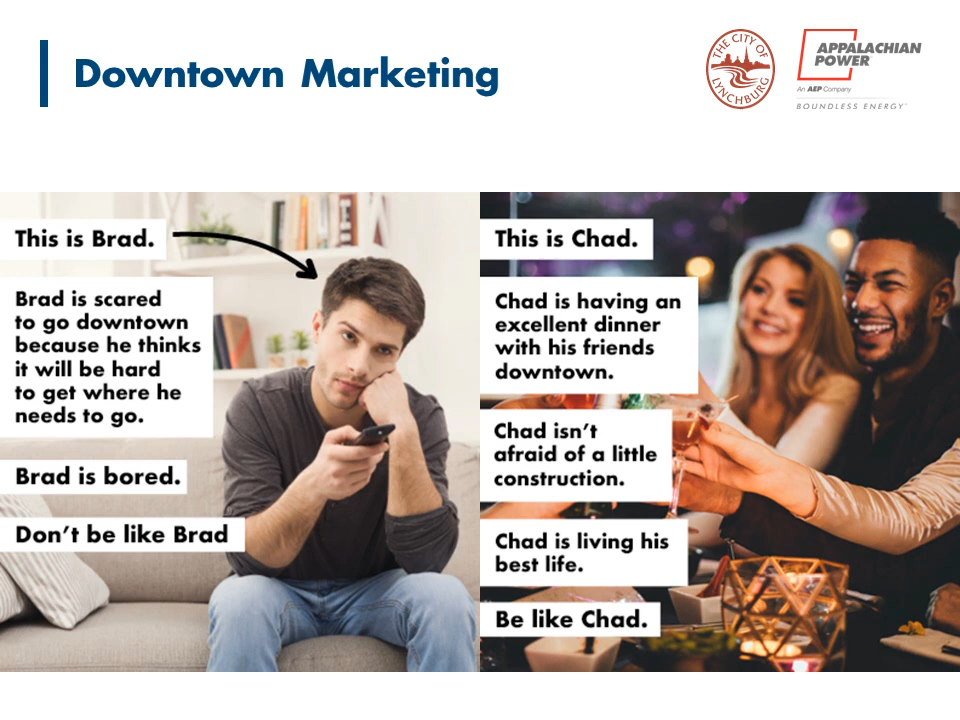 Downtown Marketing
THE CITY OF
LYNCHBURG
APPALACHIAN
POWER
An AEP Company
BOUNDLESS ENERGY™
This is Brad.
Brad is scared
to go downtown
because he thinks
it will be hard
to get where he
needs to go.
Brad is bored.
Don't be like Brad
This is Chad.
Chad is having an
excellent dinner
with his friends
downtown.
Chad isn't
afraid of a little
construction.
Chad is living his
best life.
Be like Chad.